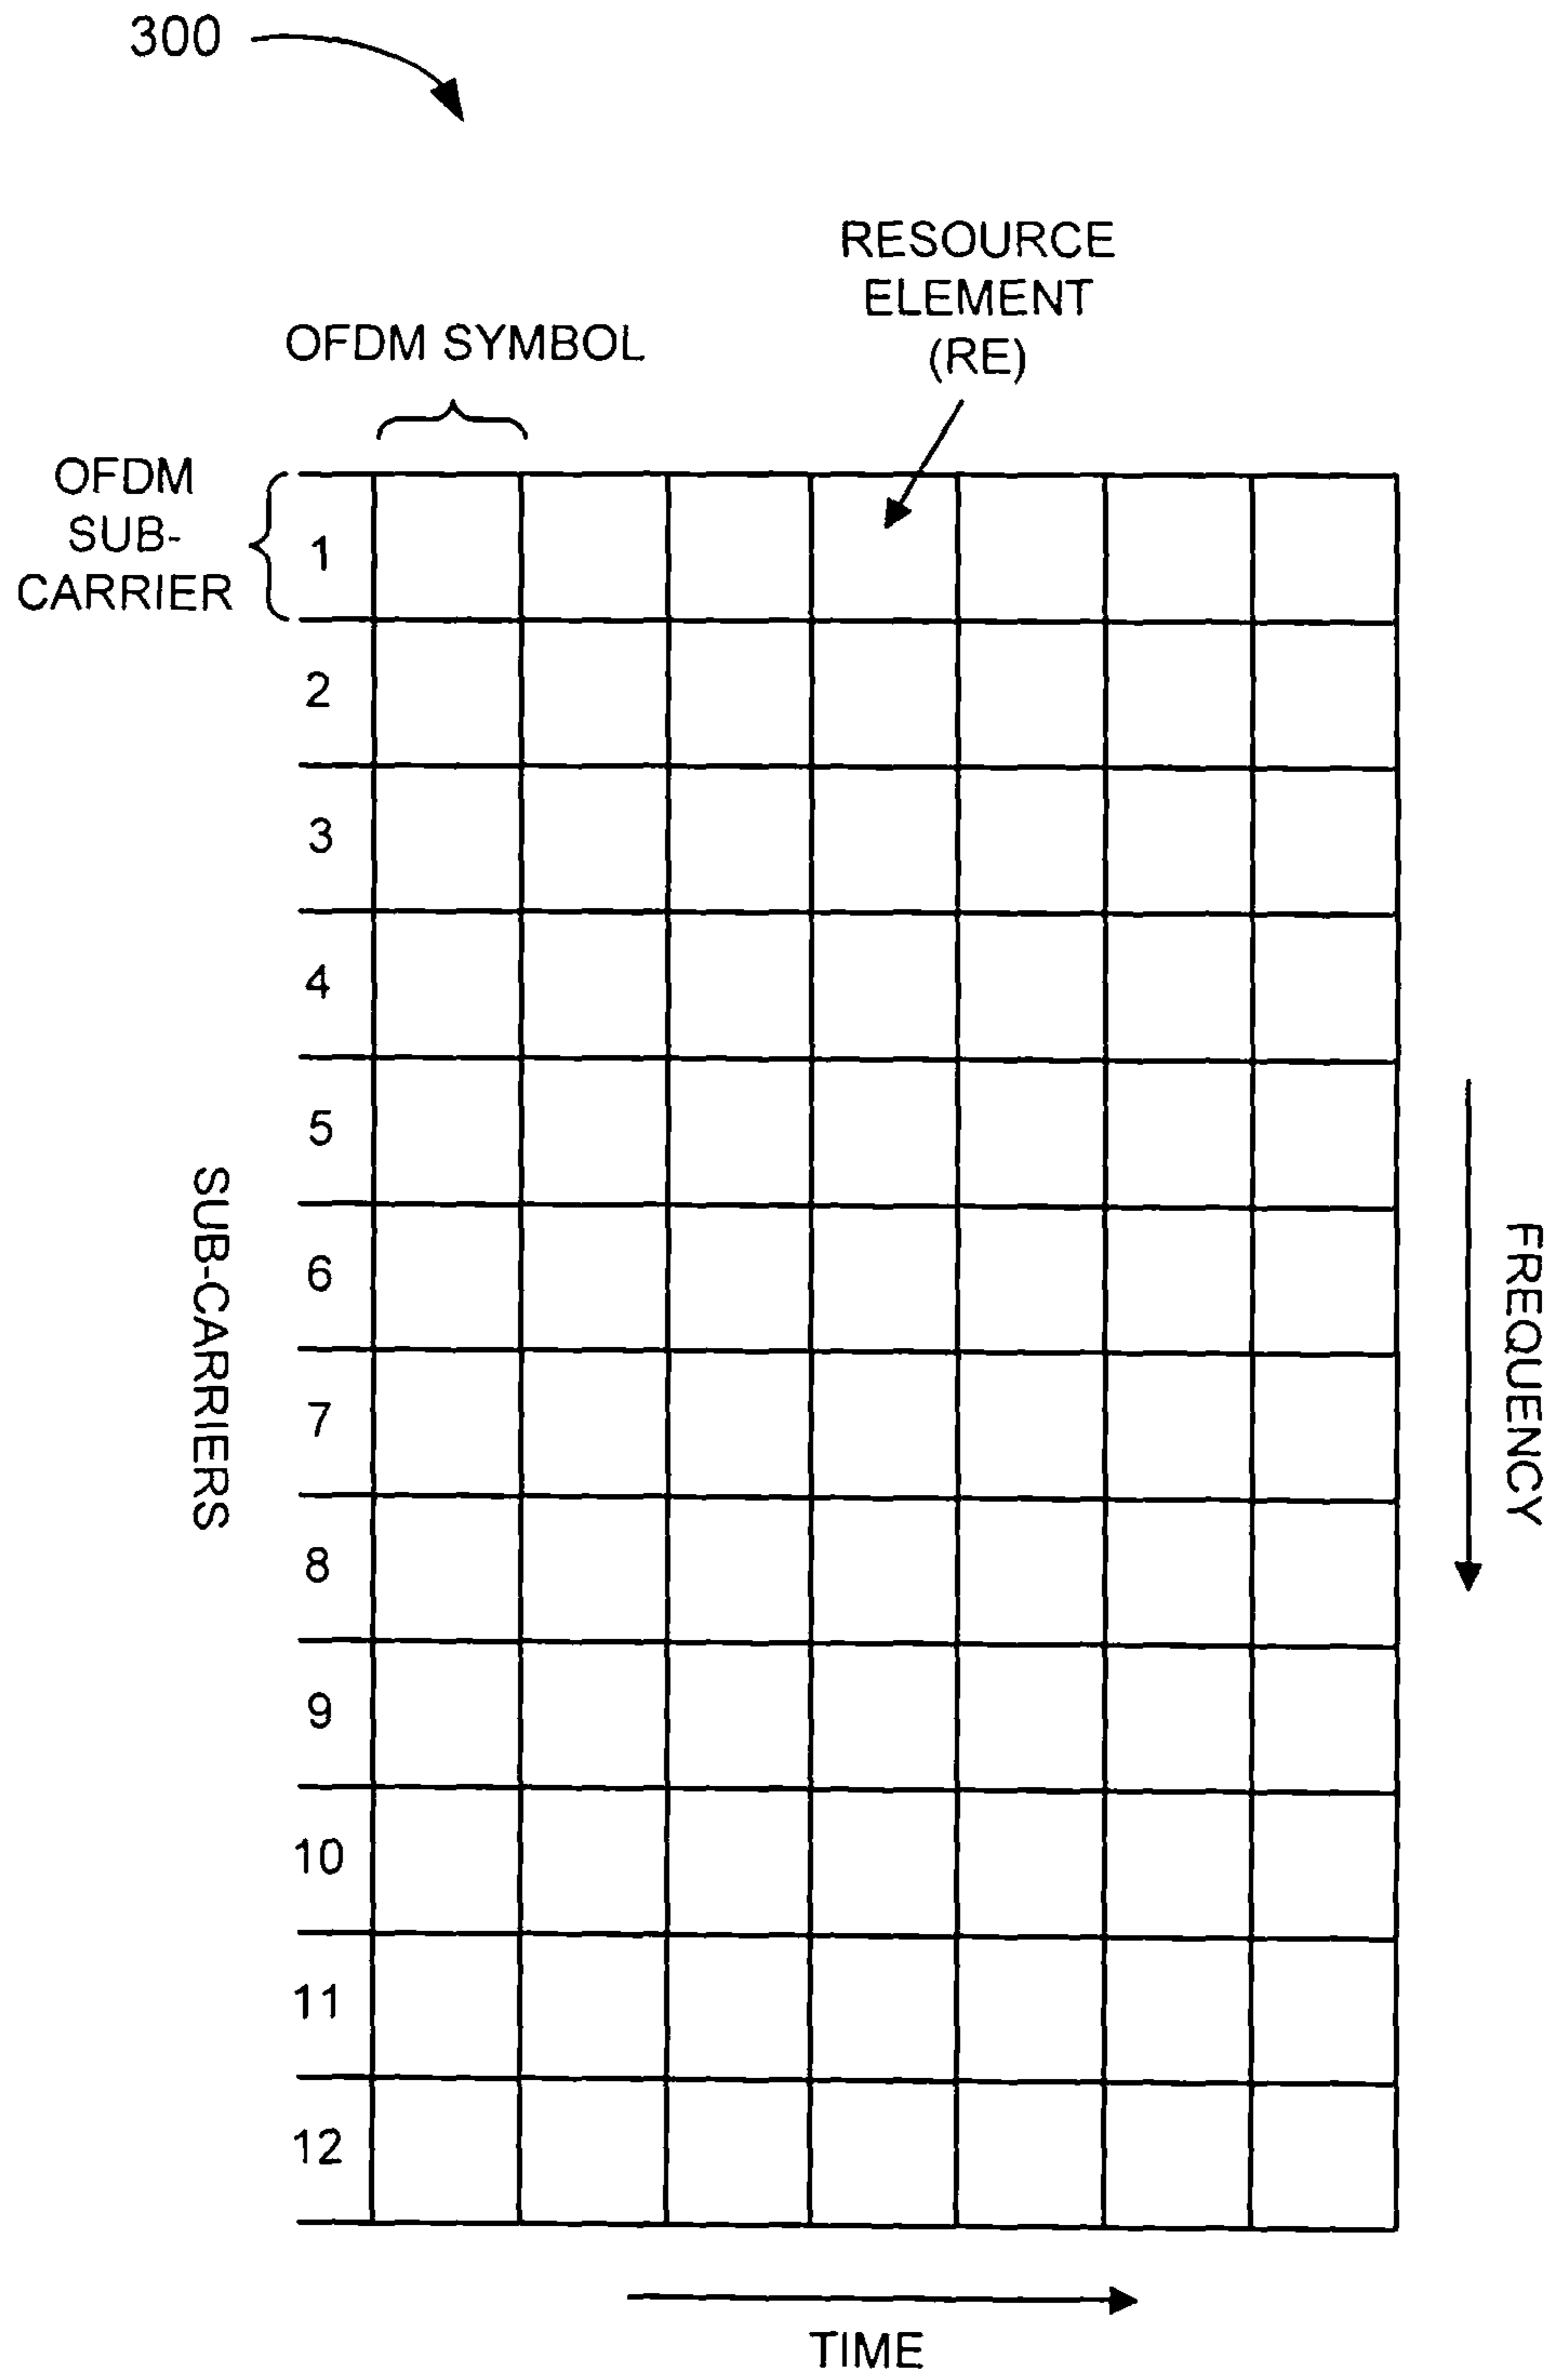 300
RESOURCE
ELEMENT
(RE)
OFDM SYMBOL
OFDM
SUB-
CARRIER
1
2
3
4
5
6
7
8
9
10
11
12
SUB-CARRIERS
FREQUENCY
TIME